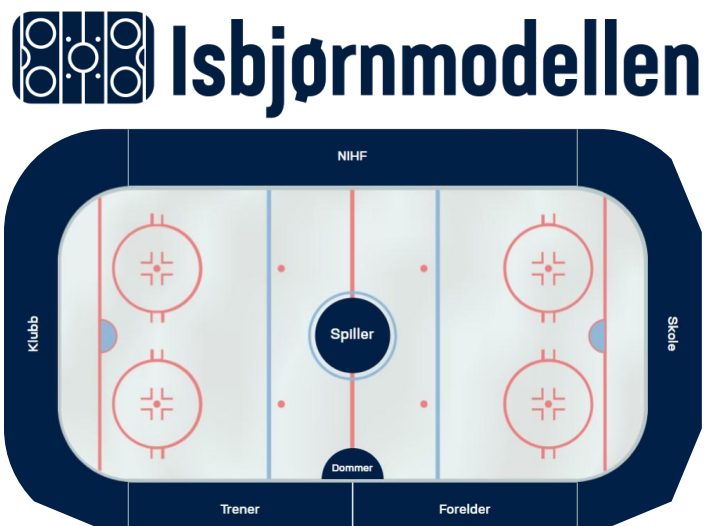 Isbjørnmodellen
NIHF
Klubb
Spiller
Skole
Dommer
Trener
Forelder